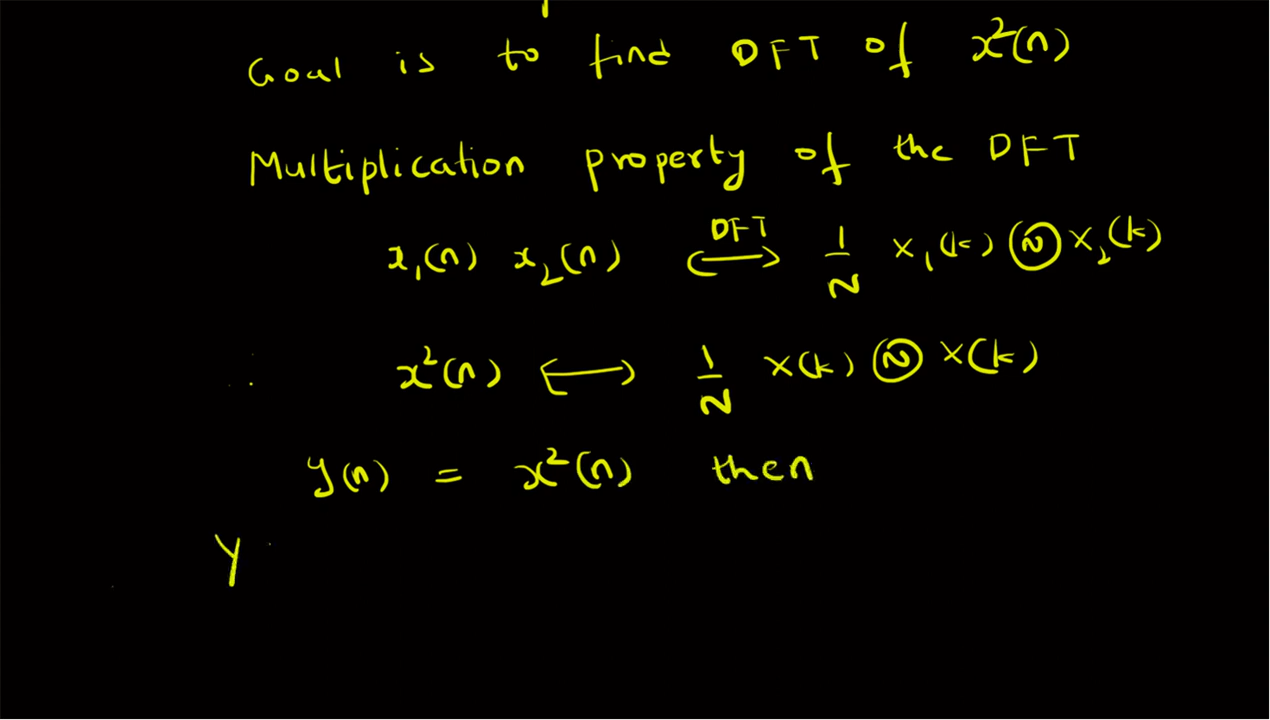 Goal is to find DFT of x²(n)
Multiplication property of the DFT
x₁(n) x₂(n) ⟷ DFT 1/N X₁(k) Ⓝ X₂(k)
∴ x²(n) ⟷ 1/N X(k) Ⓝ X(k)
y(n) = x²(n) then
Y